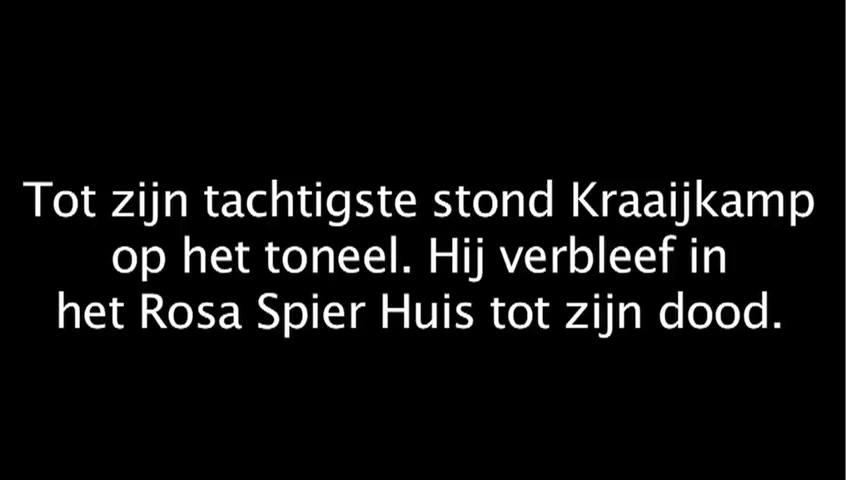 Tot zijn tachtigste stond Kraaijkamp
op het toneel. Hij verbleef in
het Rosa Spier Huis tot zijn dood.